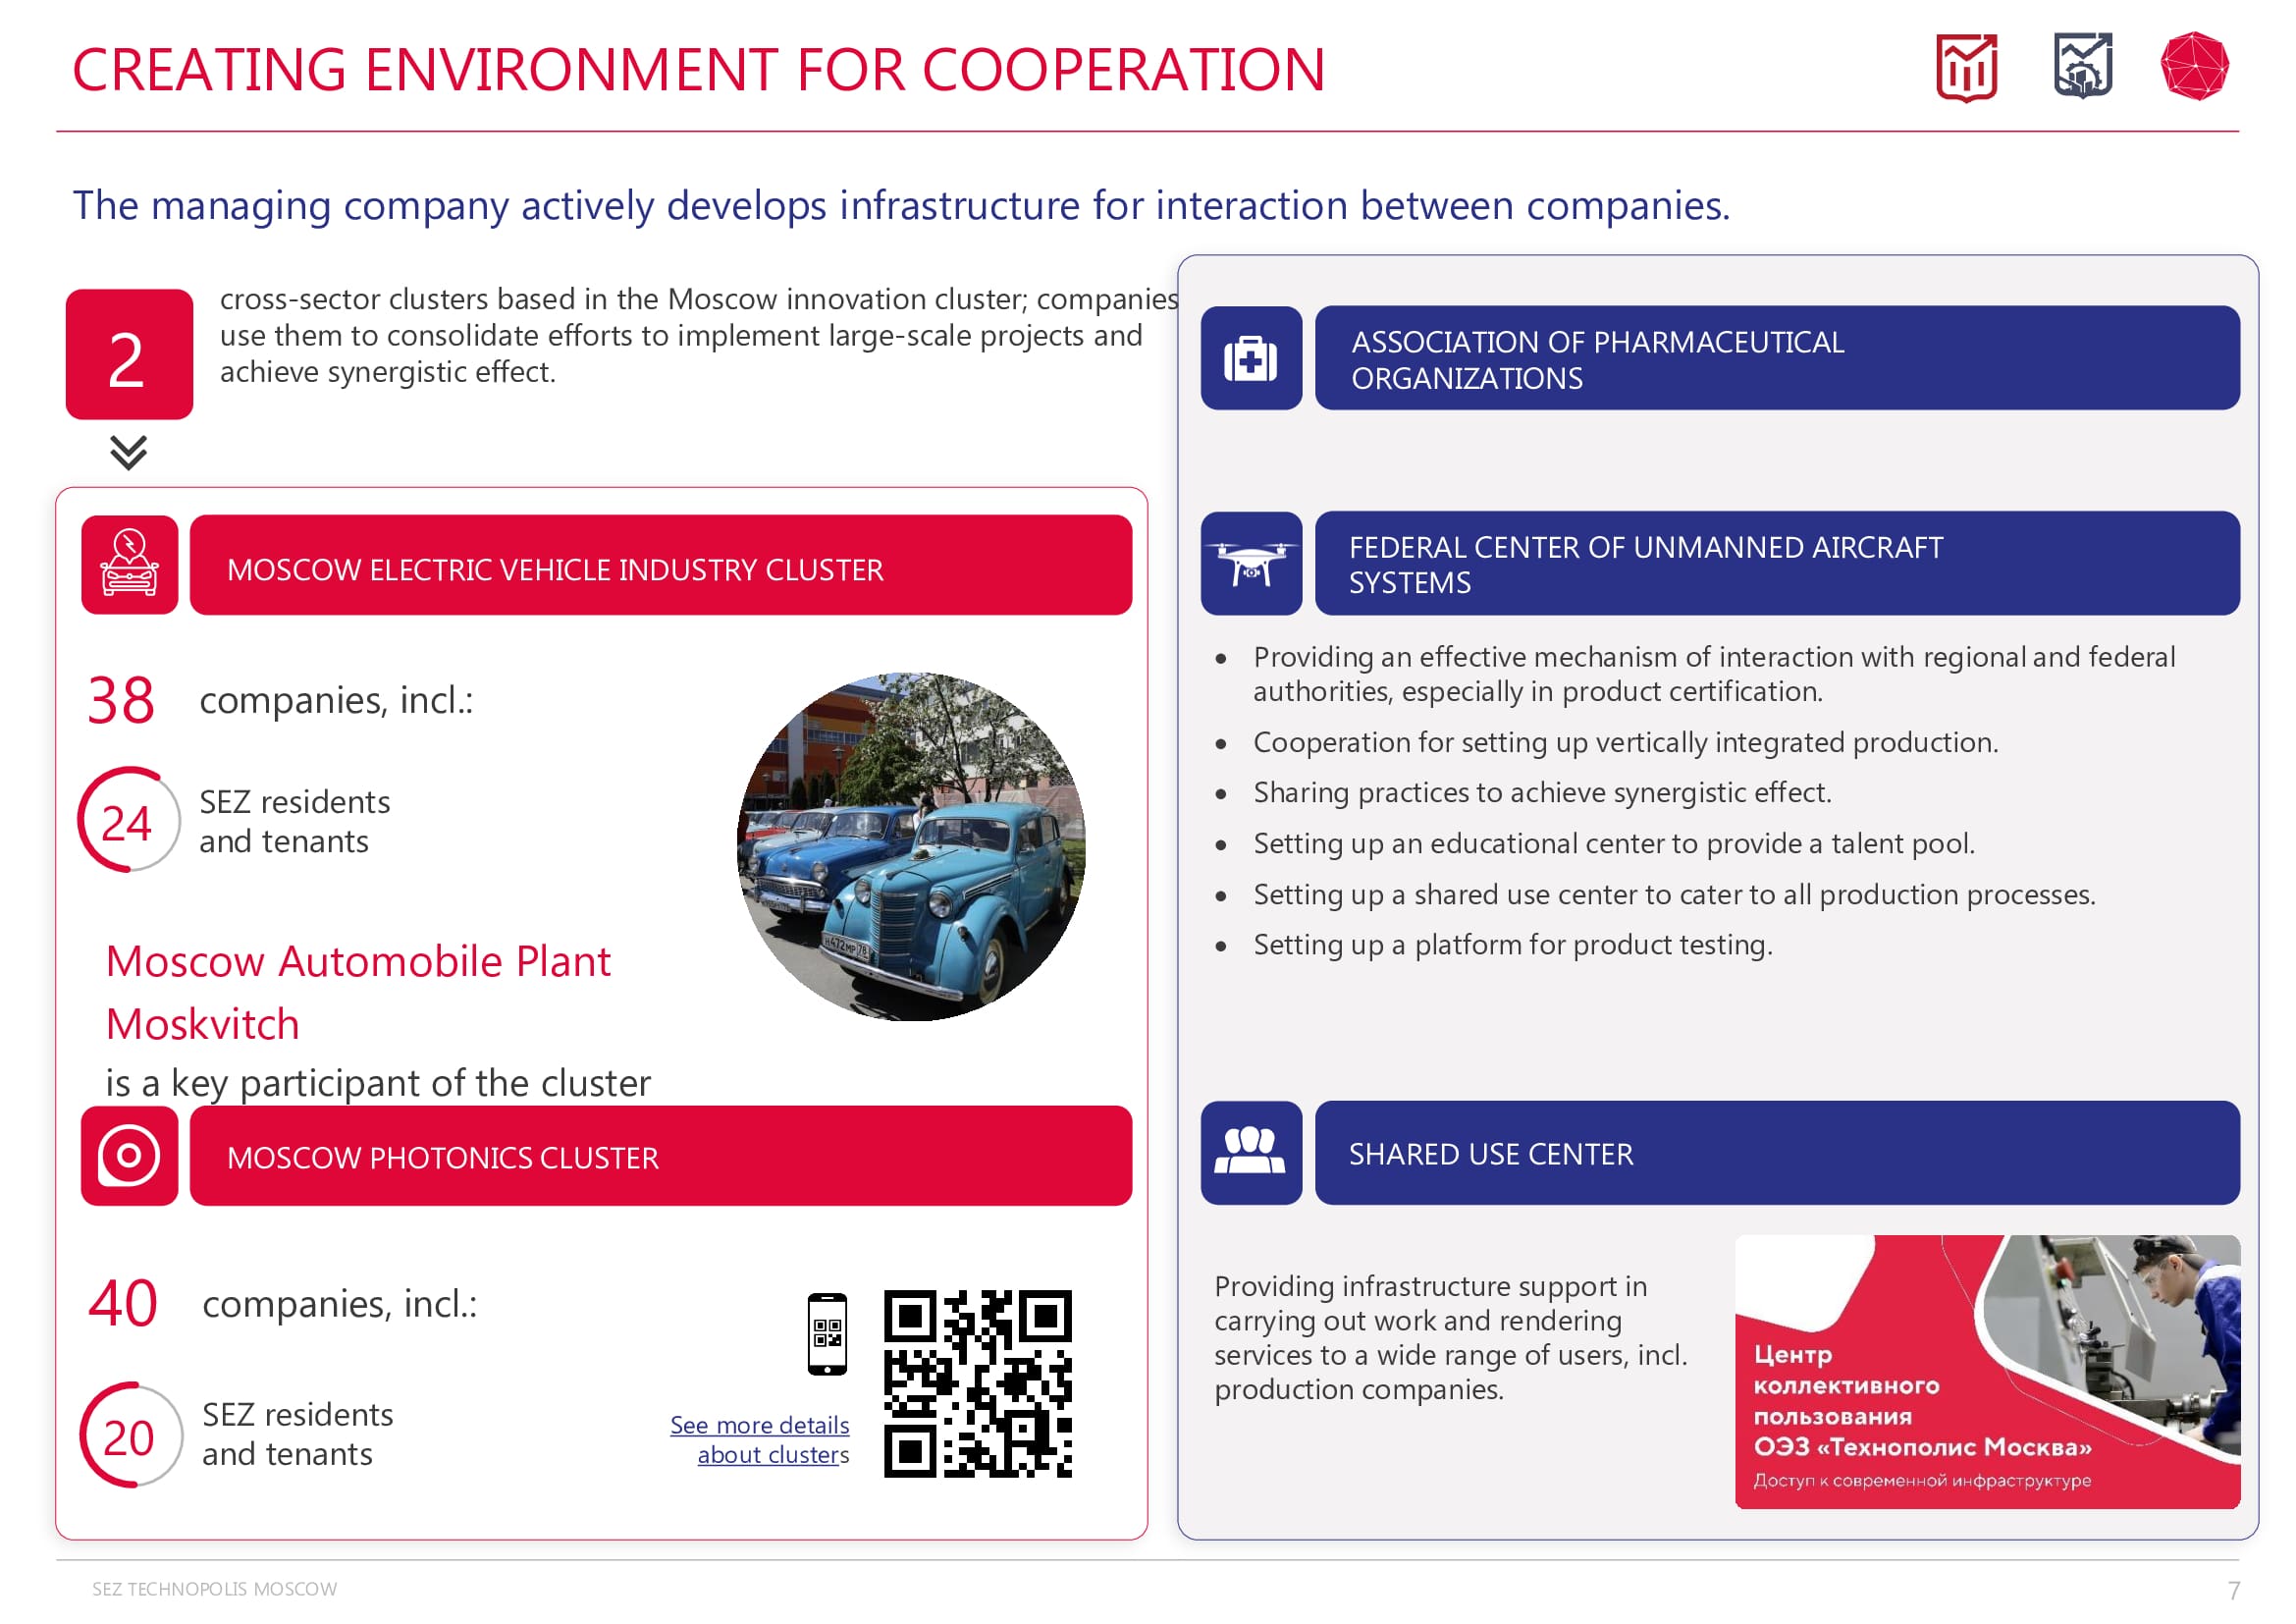 CREATING ENVIRONMENT FOR COOPERATION
The managing company actively develops infrastructure for interaction between companies.
2
cross-sector clusters based in the Moscow innovation cluster; companies
use them to consolidate efforts to implement large-scale projects and
achieve synergistic effect.
MOSCOW ELECTRIC VEHICLE INDUSTRY CLUSTER
38 companies, incl.:
24
SEZ residents
and tenants
Moscow Automobile Plant
Moskvitch
is a key participant of the cluster
MOSCOW PHOTONICS CLUSTER
40 companies, incl.:
20
SEZ residents
and tenants
See more details
about clusters
ASSOCIATION OF PHARMACEUTICAL
ORGANIZATIONS
FEDERAL CENTER OF UNMANNED AIRCRAFT
SYSTEMS
• Providing an effective mechanism of interaction with regional and federal
authorities, especially in product certification.
• Cooperation for setting up vertically integrated production.
• Sharing practices to achieve synergistic effect.
• Setting up an educational center to provide a talent pool.
• Setting up a shared use center to cater to all production processes.
• Setting up a platform for product testing.
SHARED USE CENTER
Providing infrastructure support in
carrying out work and rendering
services to a wide range of users, incl.
production companies.
Центр
коллективного
пользования
ОЭЗ «Технополис Москва»
Доступ к современной инфраструктуре
SEZ TECHNOPOLIS MOSCOW
7